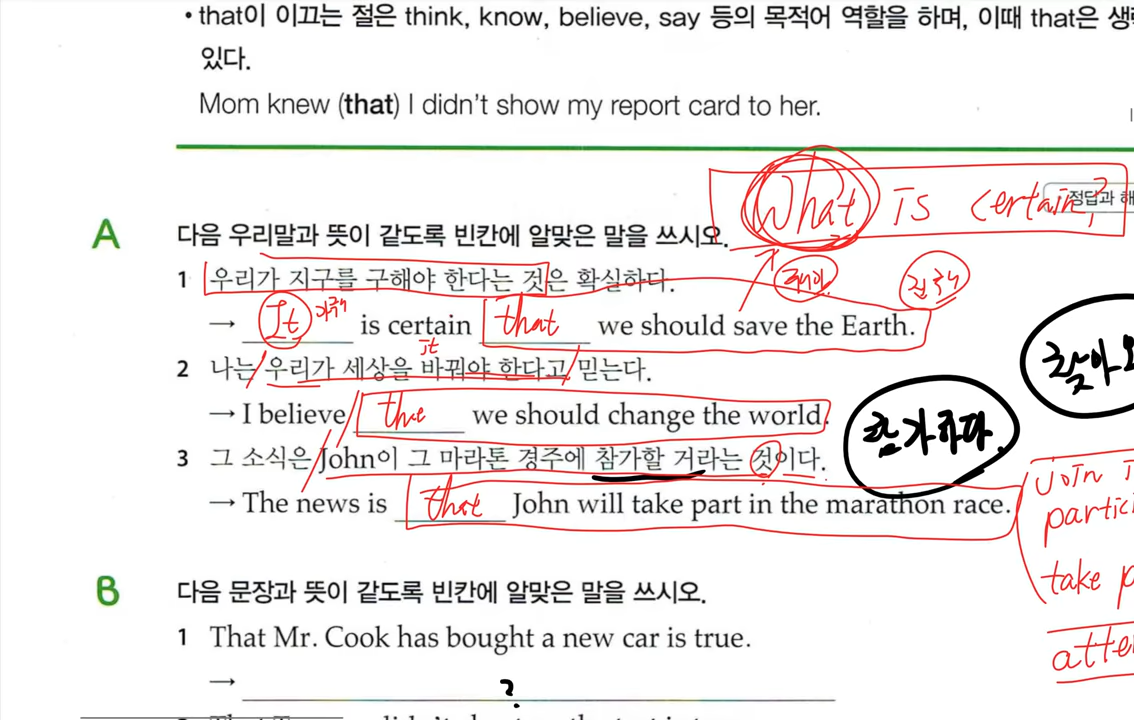 • that이 이끄는 절은 think, know, believe, say 등의 목적어 역할을 하며, 이때 that은 생
있다.
Mom knew (that) I didn't show my report card to her.
What is certain?
정답과 해
A 다음 우리말과 뜻이 같도록 빈칸에 알맞은 말을 쓰시오.
1 우리가 지구를 구해야 한다는 것은 확실하다.
→ It is certain that we should save the Earth.
it
2 나는 우리가 세상을 바꿔야 한다고 믿는다.
→ I believe the we should change the world.
참가하다.
찾아
3 그 소식은 John이 그 마라톤 경주에 참가할 거라는 것이다.
→ The news is that John will take part in the marathon race.
join
partici
take p
atte
B 다음 문장과 뜻이 같도록 빈칸에 알맞은 말을 쓰시오.
1 That Mr. Cook has bought a new car is true.
→ ?